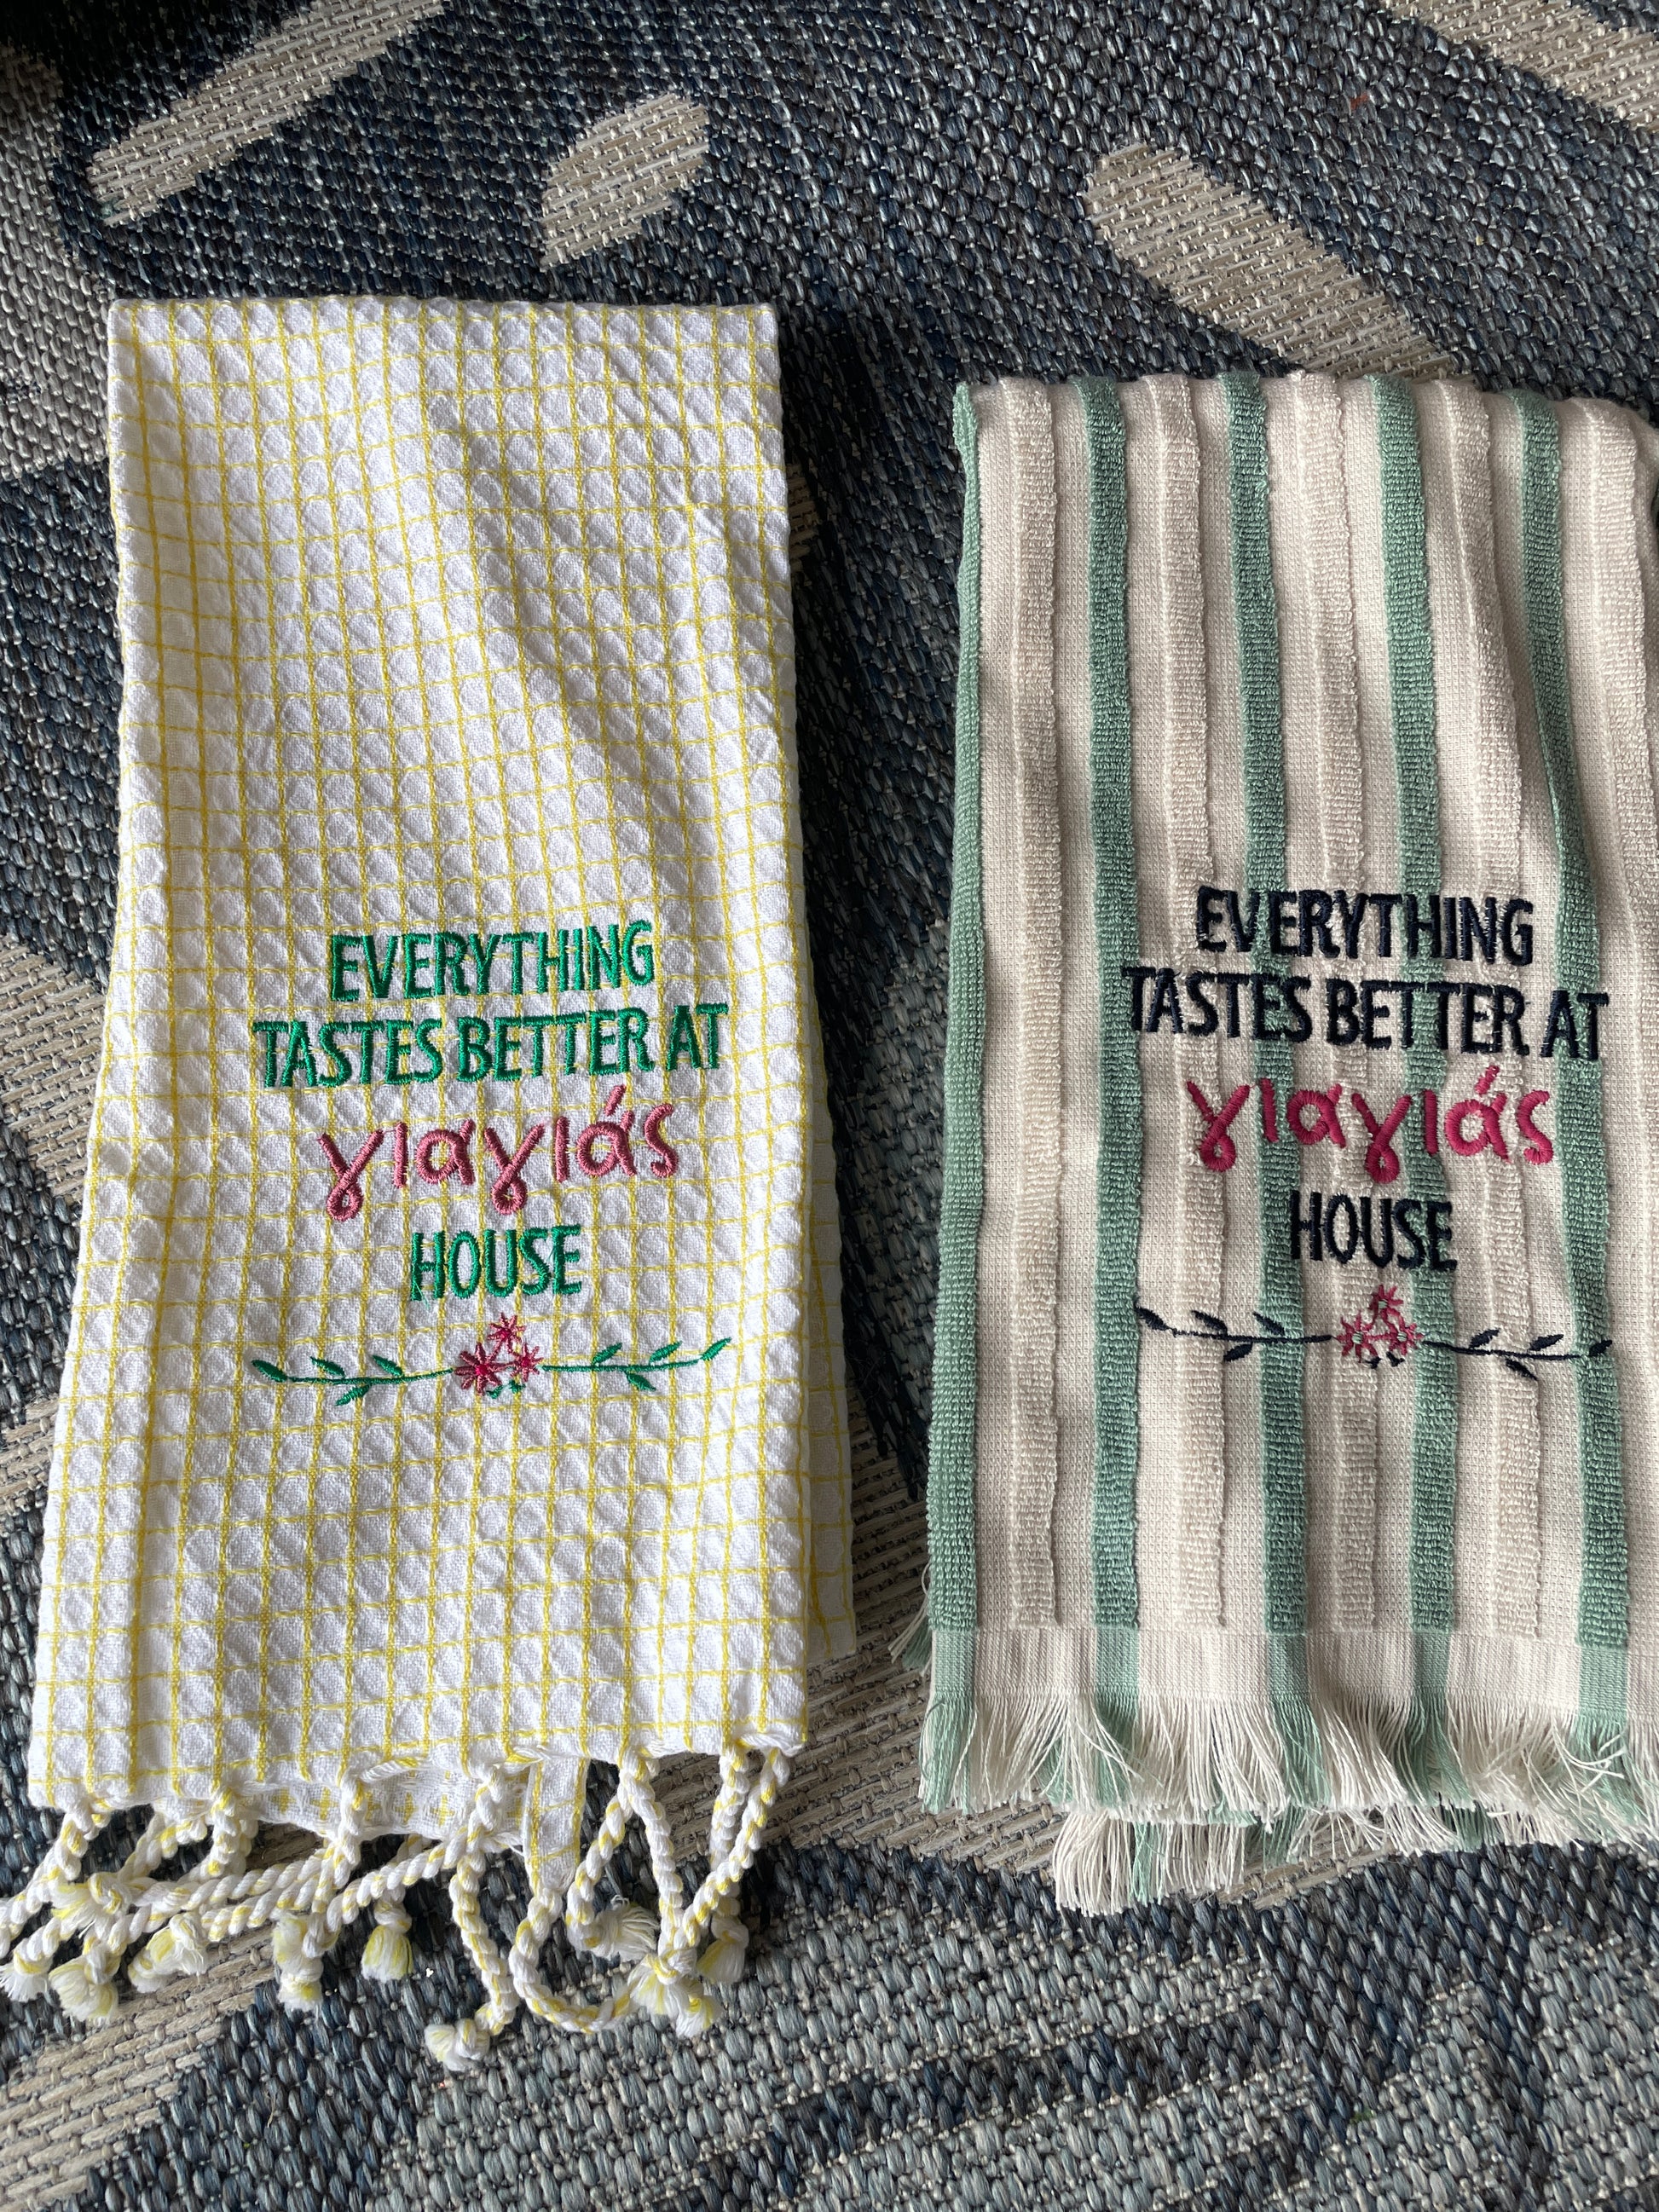 EVERYTHING
TASTES BETTER AT
γιαγιάς
HOUSE
EVERYTHING
TASTES BETTER AT
γιαγιάς
HOUSE